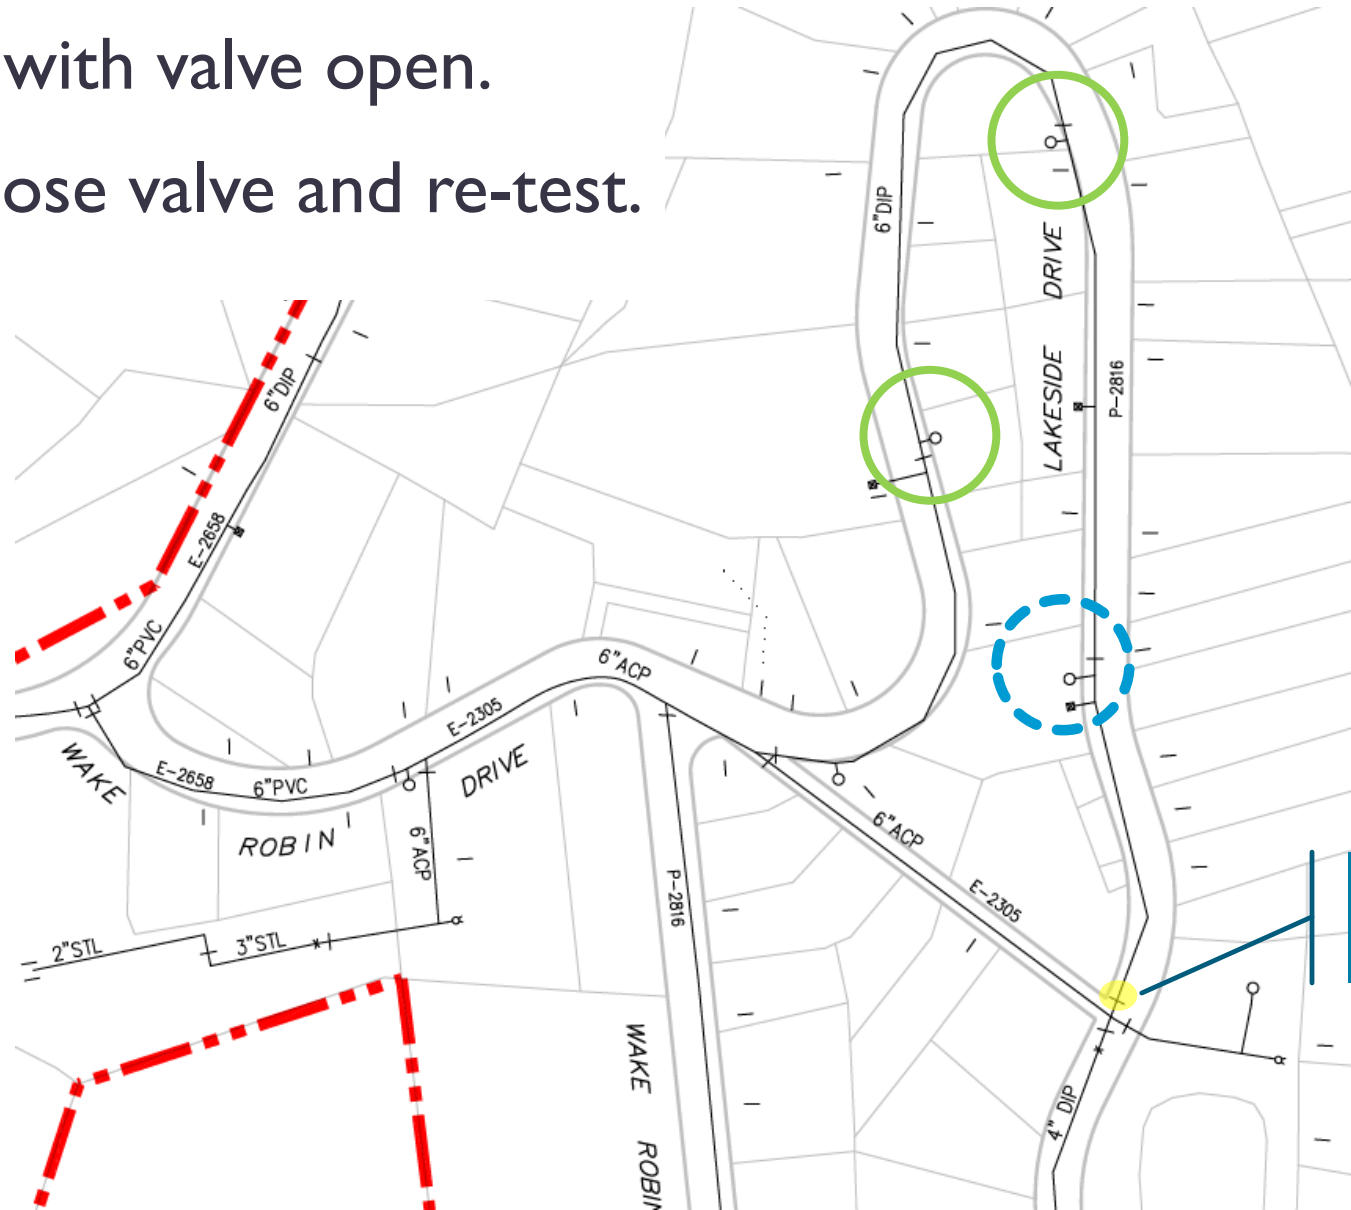 with valve open.
ose valve and re-test.
6"DIP
LAKESIDE DRIVE
P-2816
6"DIP
E-2658
6"PVC
6"ACP
E-2305
WAKE
E-2658
6"PVC
DRIVE
ROBIN
6"ACP
6"ACP
E-2305
P-2816
2"STL
3"STL
WAKE
ROBIN
4" DIP